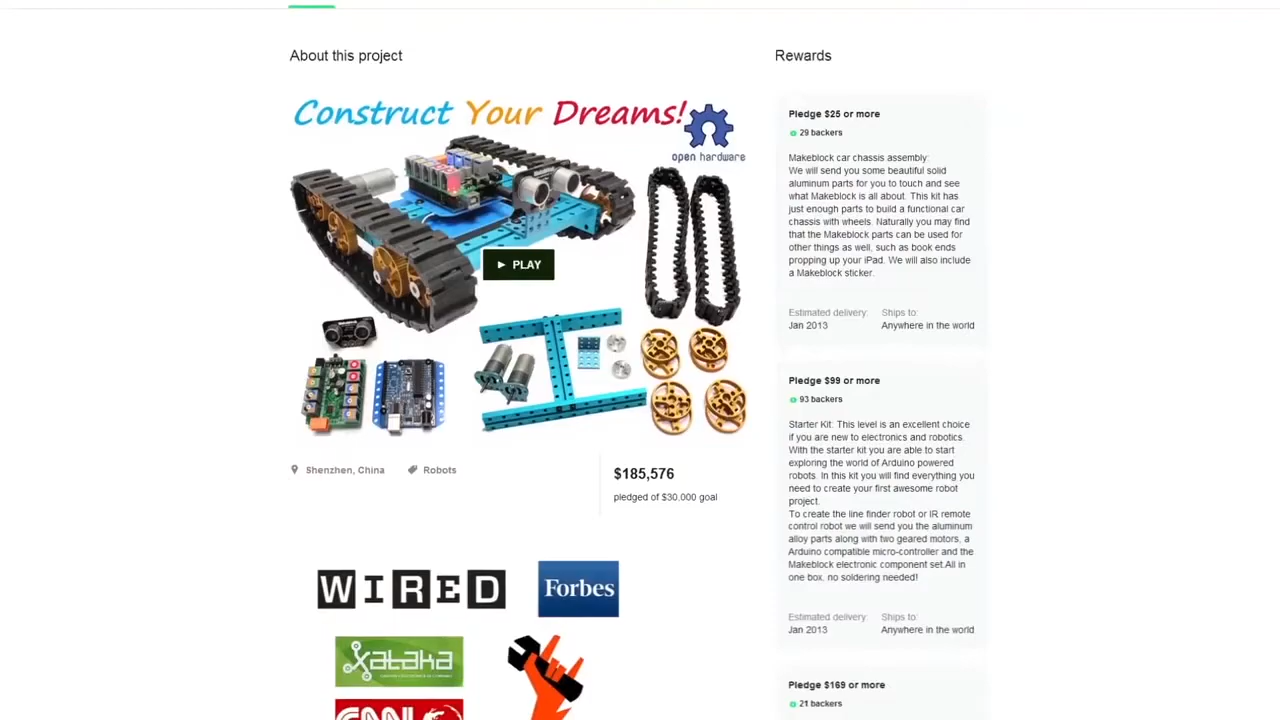 About this project
Construct Your Dreams!
open hardware
PLAY
Shenzhen, China
Robots
$185,576
pledged of $30,000 goal
WIRED
Forbes
xataka
CNN
Rewards
Pledge $25 or more
29 backers
Makeblock car chassis assembly:
We will send you some beautiful solid
aluminum parts for you to touch and see
what Makeblock is all about. This kit has
just enough parts to build a functional car
chassis with wheels. Naturally you may find
that the Makeblock parts can be used for
other things as well, such as book ends
propping up your iPad. We will also include
a Makeblock sticker.
Estimated delivery:
Jan 2013
Ships to:
Anywhere in the world
Pledge $99 or more
93 backers
Starter Kit: This level is an excellent choice
if you are new to electronics and robotics.
With the starter kit you are able to start
exploring the world of Arduino powered
robots. In this kit you will find everything you
need to create your first awesome robot
project.
To create the line finder robot or IR remote
control robot we will send you the aluminum
alloy parts along with two geared motors, a
Arduino compatible micro-controller and the
Makeblock electronic component set.All in
one box, no soldering needed!
Estimated delivery:
Jan 2013
Ships to:
Anywhere in the world
Pledge $169 or more
21 backers